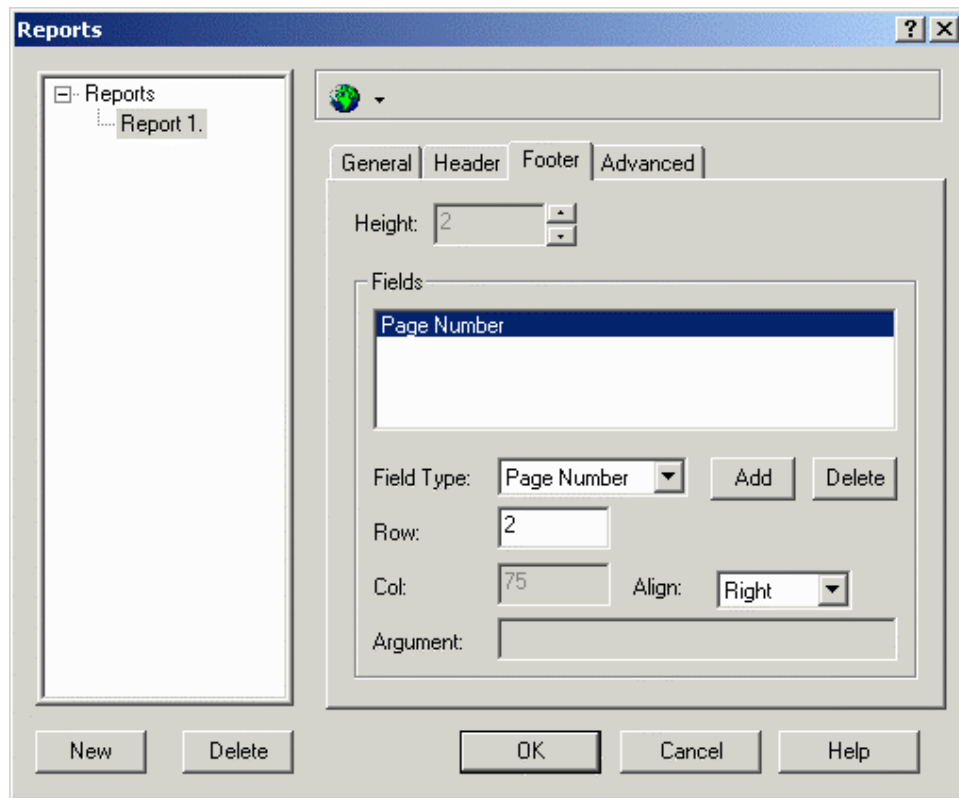 Reports
Reports
Report 1.
General Header Footer Advanced
Height: 2
Fields
Page Number
Field Type: Page Number Add Delete
Row: 2
Col: 75 Align: Right
Argument:
New Delete OK Cancel Help